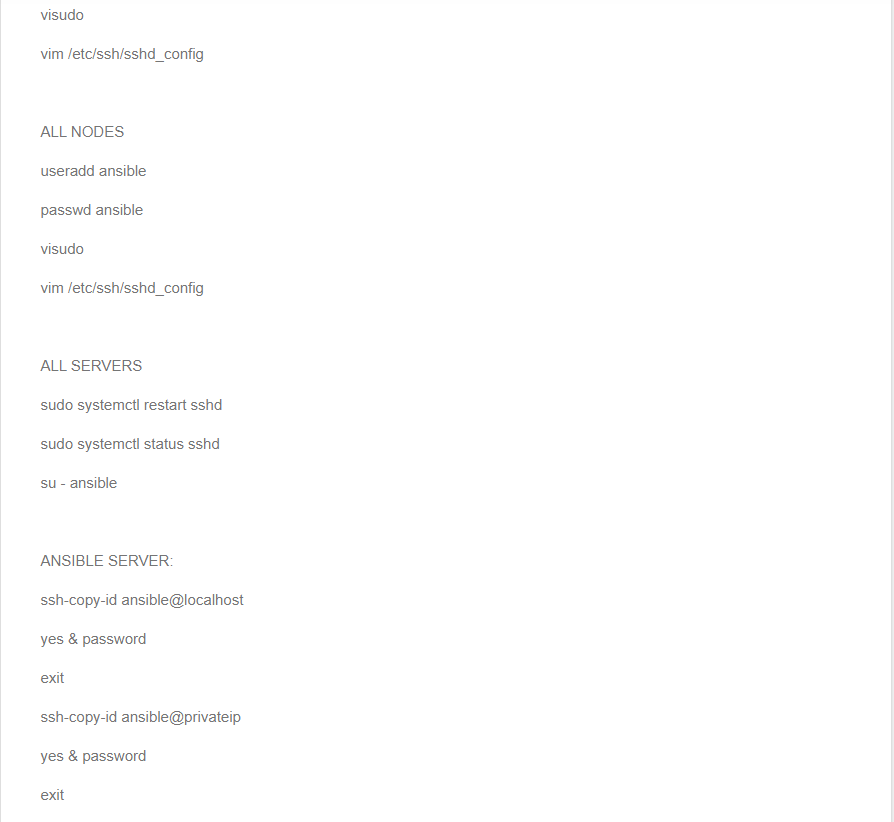 visudo
vim /etc/ssh/sshd_config
ALL NODES
useradd ansible
passwd ansible
visudo
vim /etc/ssh/sshd_config
ALL SERVERS
sudo systemctl restart sshd
sudo systemctl status sshd
su - ansible
ANSIBLE SERVER:
ssh-copy-id ansible@localhost
yes & password
exit
ssh-copy-id ansible@privateip
yes & password
exit